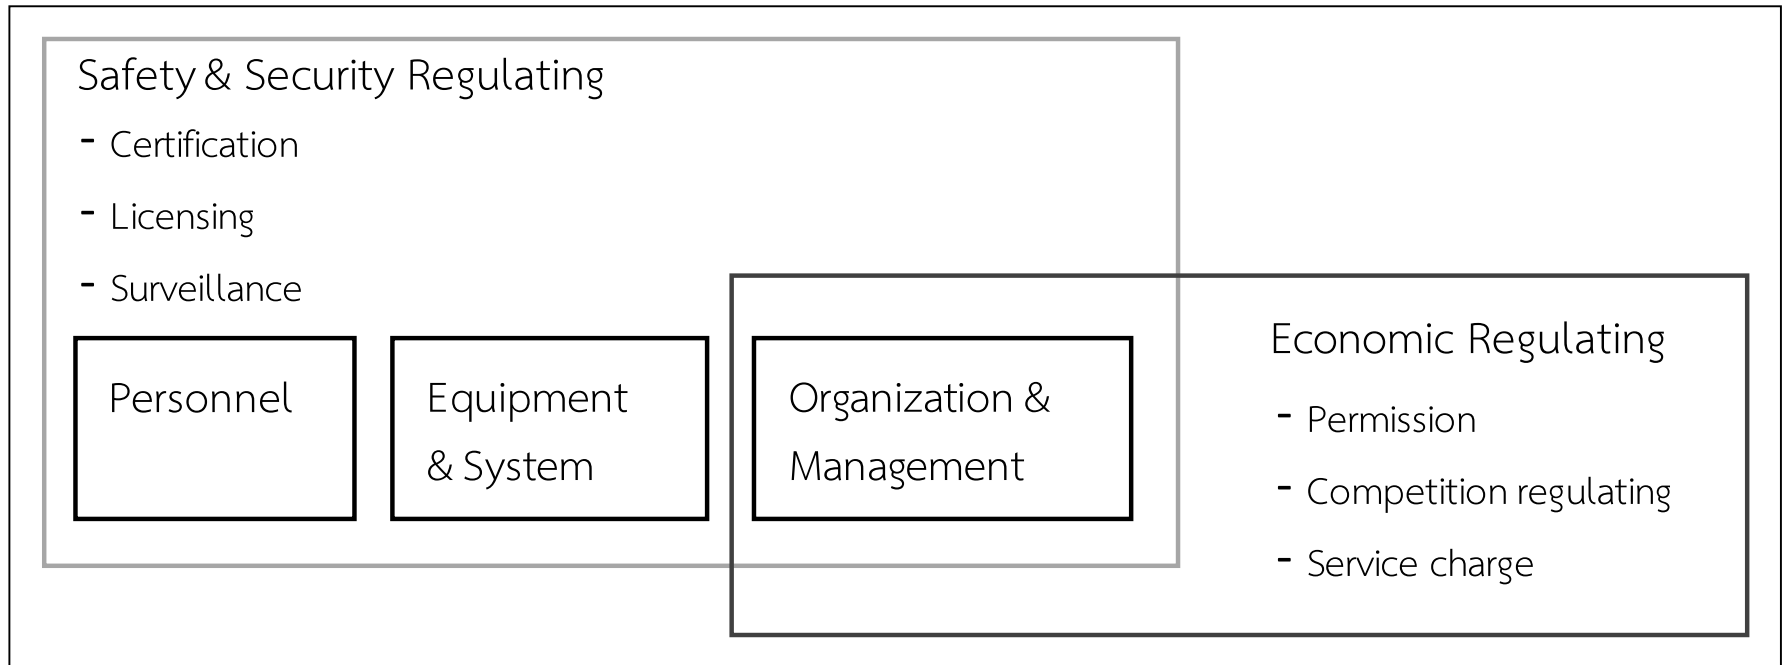 Safety & Security Regulating
- Certification
- Licensing
- Surveillance
Personnel
Equipment
& System
Organization &
Management
Economic Regulating
- Permission
- Competition regulating
- Service charge